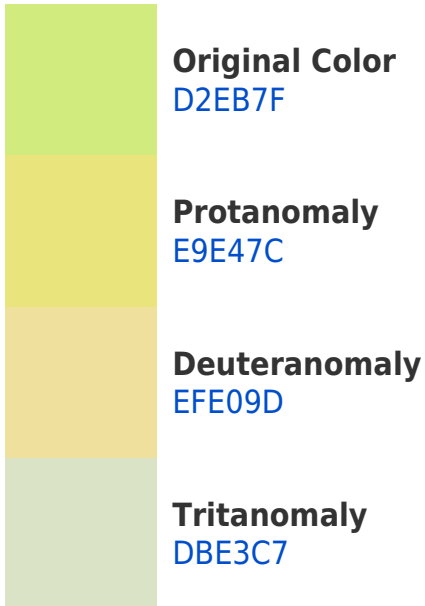 Original Color
D2EB7F
Protanomaly
E9E47C
Deuteranomaly
EFE09D
Tritanomaly
DBE3C7